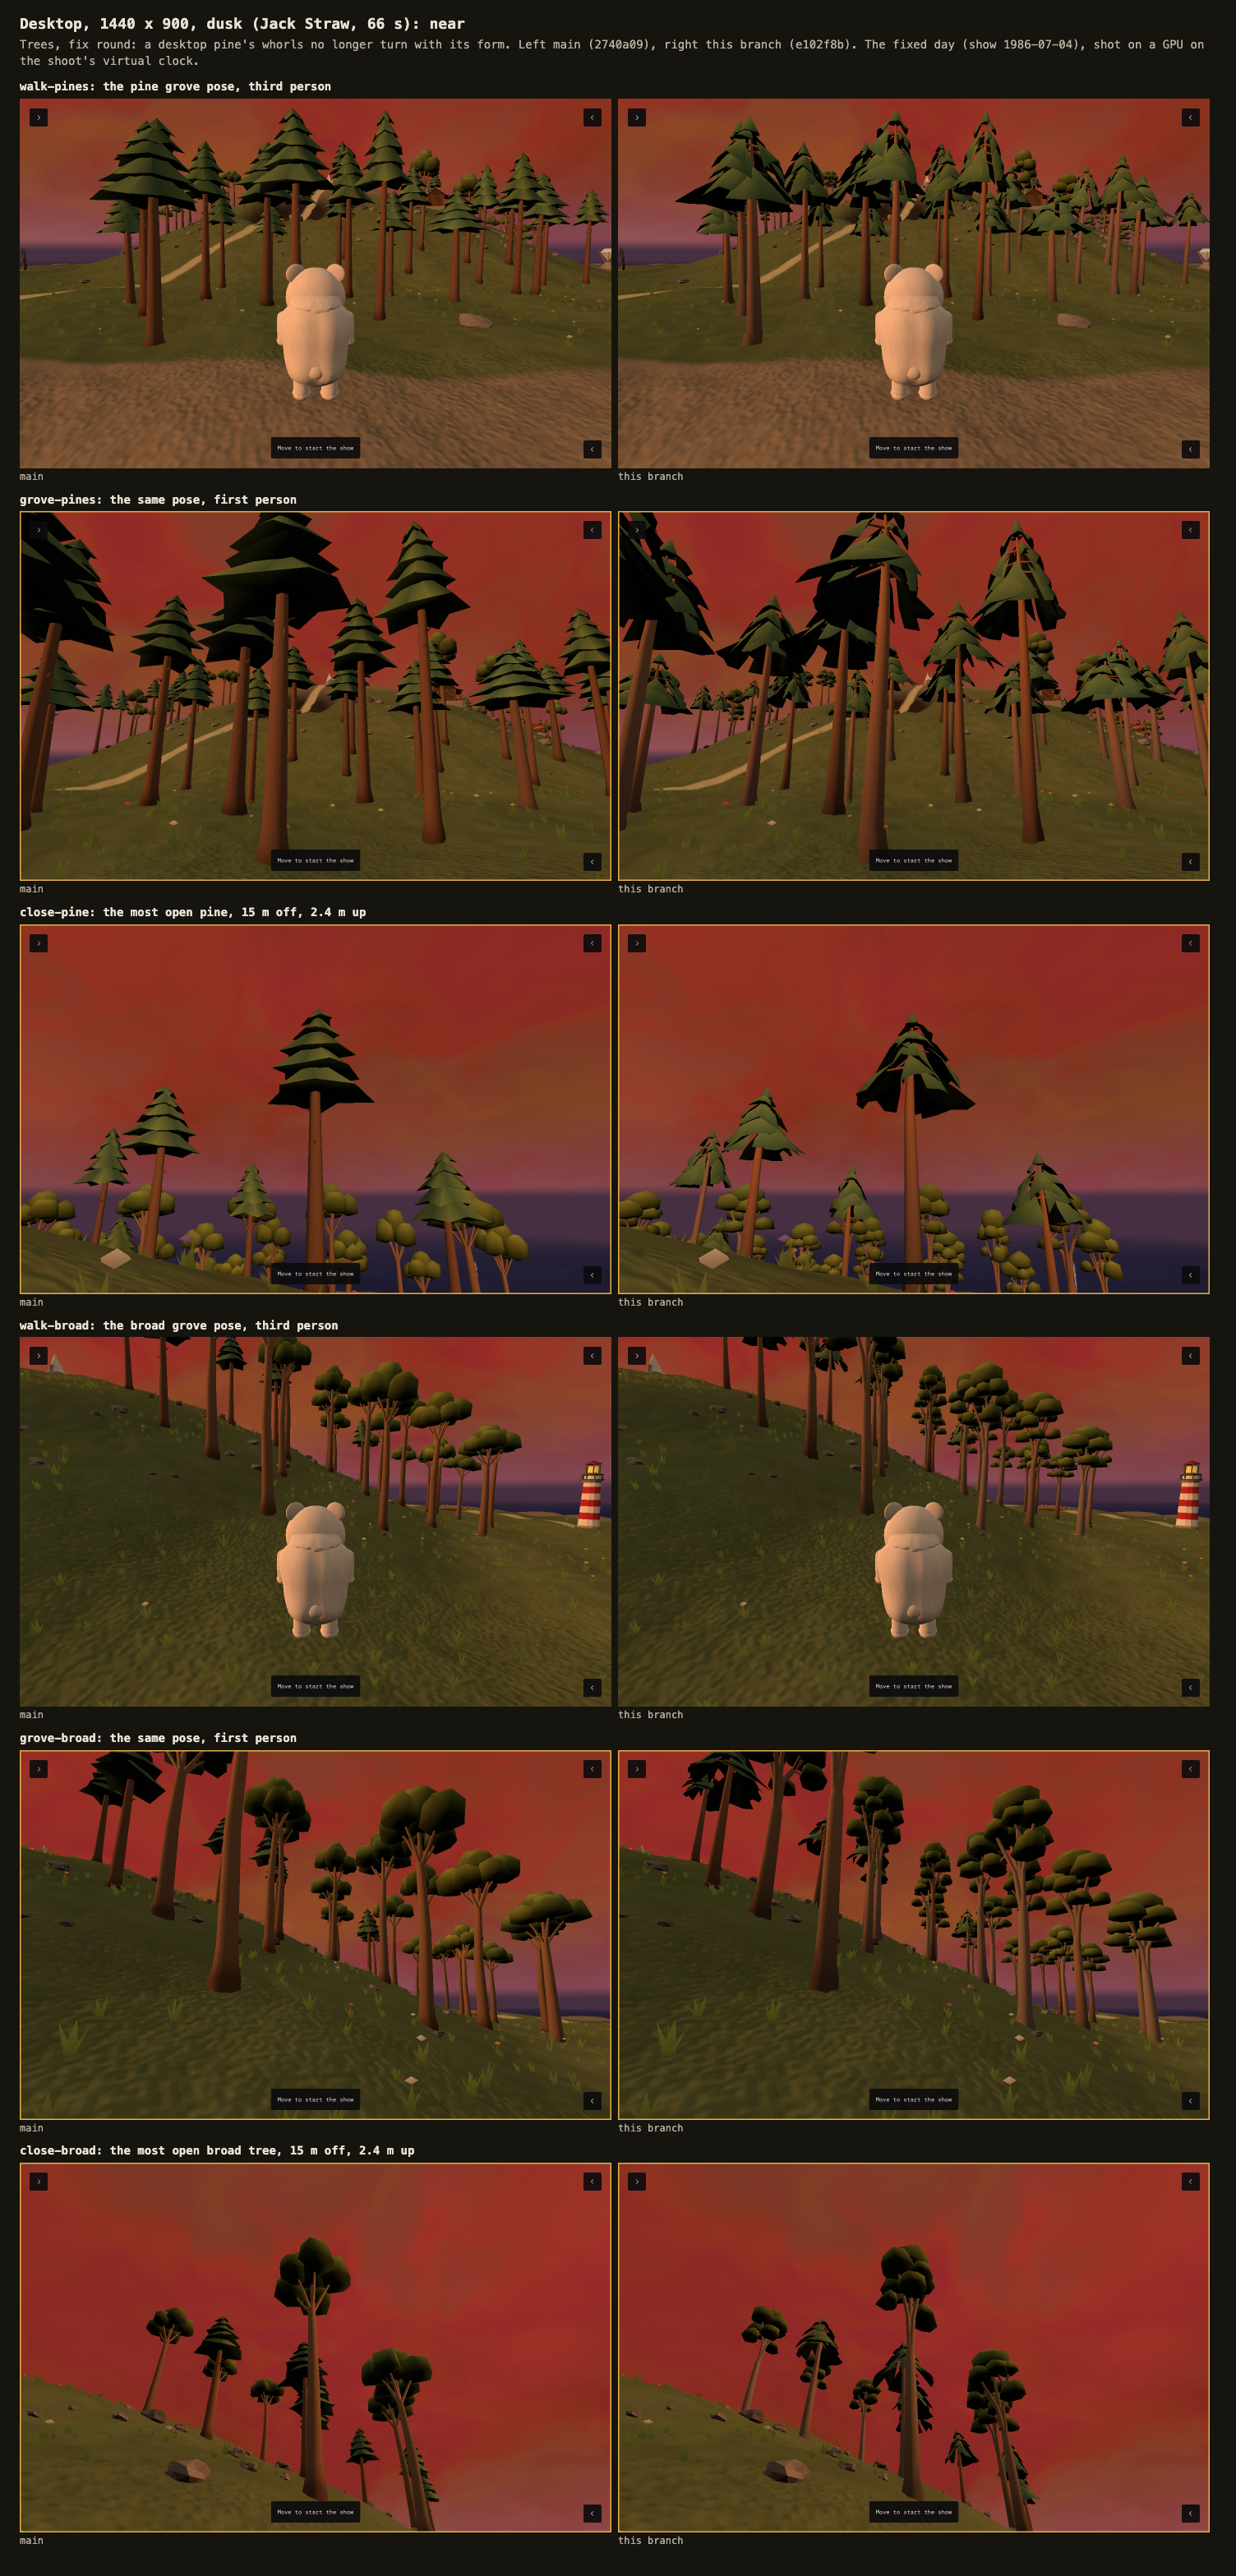 Desktop, 1440 x 900, dusk (Jack Straw, 66 s): near
Trees, fix round: a desktop pine's whorls no longer turn with its form. Left main (2740a09), right this branch (e102f8b). The fixed day (show 1986-07-04), shot on a GPU on
the shoot's virtual clock.
walk-pines: the pine grove pose, third person
Move to start the show
Move to start the show
main
this branch
grove-pines: the same pose, first person
Move to start the show
Move to start the show
main
this branch
close-pine: the most open pine, 15 m off, 2.4 m up
Move to start the show
Move to start the show
main
this branch
walk-broad: the broad grove pose, third person
Move to start the show
Move to start the show
main
this branch
grove-broad: the same pose, first person
Move to start the show
Move to start the show
main
this branch
close-broad: the most open broad tree, 15 m off, 2.4 m up
Move to start the show
Move to start the show
main
this branch